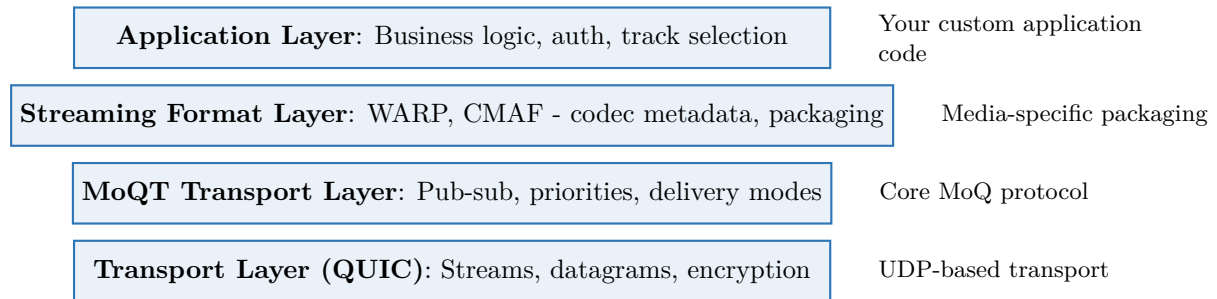 Application Layer: Business logic, auth, track selection
Your custom application
code
Streaming Format Layer: WARP, CMAF - codec metadata, packaging
Media-specific packaging
MoQT Transport Layer: Pub-sub, priorities, delivery modes
Core MoQ protocol
Transport Layer (QUIC): Streams, datagrams, encryption
UDP-based transport